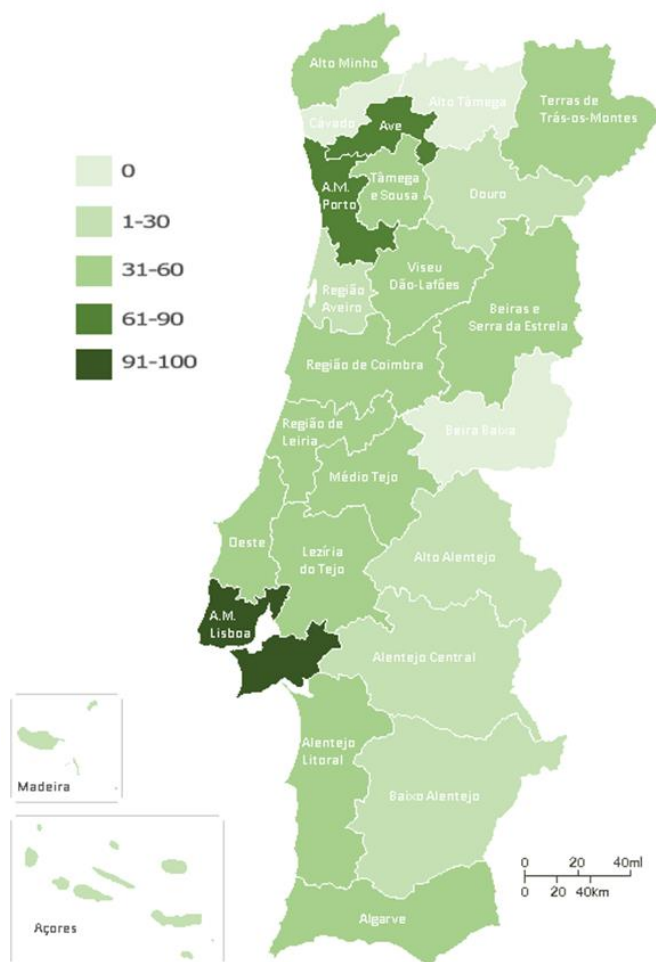 Alto Minho
Alto Tâmega
Terras de
Trás-os-Montes
Cávado
Ave
0
A.M.
Porto
Tâmega
e Sousa
Douro
1-30
Viseu
Dão-Lafões
31-60
Região
Aveiro
Beiras e
Serra da Estrela
61-90
91-100
Região de Coimbra
Região de
Leiria
Beira Baixa
Médio Tejo
Oeste
Lezíria
do Tejo
Alto Alentejo
A.M.
Lisboa
Alentejo Central
Alentejo
Litoral
Madeira
Baixo Alentejo
0 20 40ml
0 20 40km
Algarve
Açores